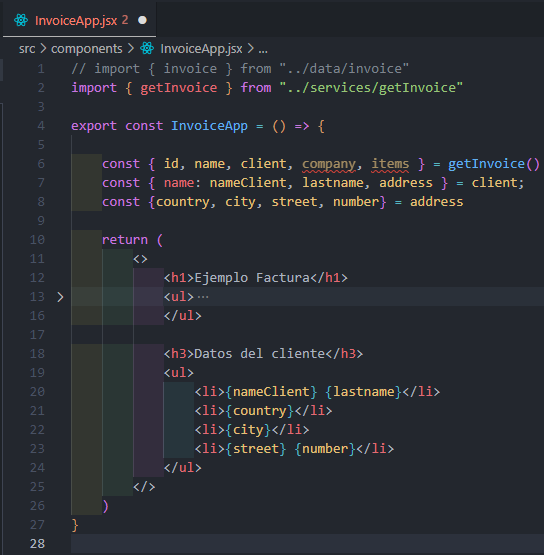 InvoiceApp.jsx 2
src > components > InvoiceApp.jsx > ...
1 // import { invoice } from "../data/invoice"
2 import { getInvoice } from "../services/getInvoice"
3
4 export const InvoiceApp = () => {
5
6 const { id, name, client, company, items } = getInvoice()
7 const { name: nameClient, lastname, address } = client;
8 const {country, city, street, number} = address
9
10 return (
11 <>
12 <h1>Ejemplo Factura</h1>
13 <ul>⋯
16 </ul>
17
18 <h3>Datos del cliente</h3>
19 <ul>
20 <li>{nameClient} {lastname}</li>
21 <li>{country}</li>
22 <li>{city}</li>
23 <li>{street} {number}</li>
24 </ul>
25 </>
26 )
27 }
28